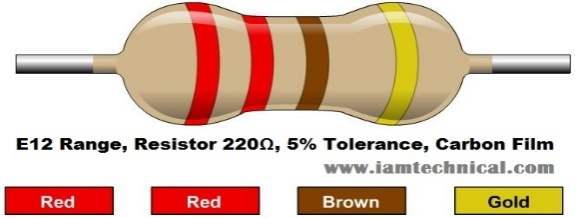 E12 Range, Resistor 220Ω, 5% Tolerance, Carbon Film
www.iamtechnical.com
Red Red Brown Gold